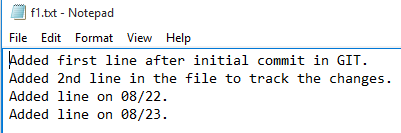 f1.txt - Notepad
File Edit Format View Help
Added first line after initial commit in GIT.
Added 2nd line in the file to track the changes.
Added line on 08/22.
Added line on 08/23.